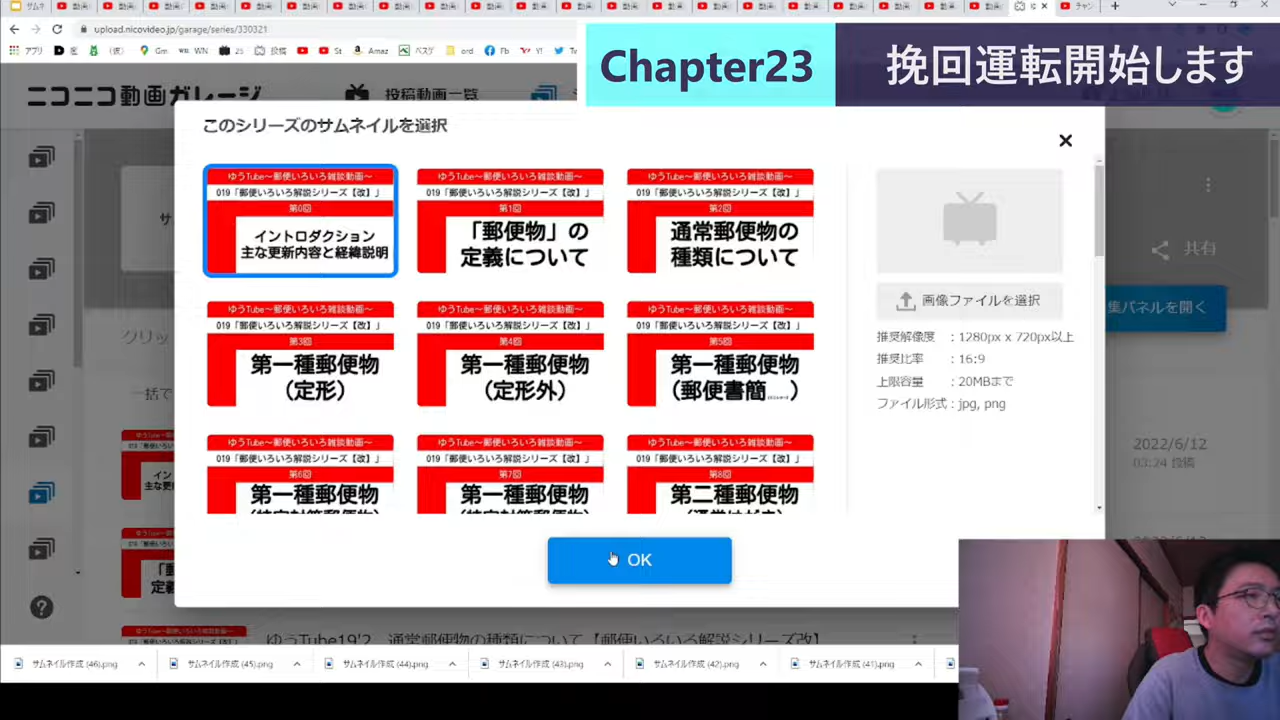 upload.nicovideo.jp/garage/series/330321
アプリ
(仮)
Gm
WN
25
投稿
St
Amaz
ord
Fb
Y!
Tw
Chapter23
挽回運転開始します
ニコニコ動画ガレージ
投稿動画一覧
このシリーズのサムネイルを選択
ゆうTube～郵便いろいろ雑談動画～
019「郵便いろいろ解説シリーズ【改】」
第0回
イントロダクション
主な更新内容と経緯説明
ゆうTube～郵便いろいろ雑談動画～
019「郵便いろいろ解説シリーズ【改】」
第1回
「郵便物」の
定義について
ゆうTube～郵便いろいろ雑談動画～
019「郵便いろいろ解説シリーズ【改】」
第2回
通常郵便物の
種類について
ゆうTube～郵便いろいろ雑談動画～
019「郵便いろいろ解説シリーズ【改】」
第3回
第一種郵便物
(定形)
ゆうTube～郵便いろいろ雑談動画～
019「郵便いろいろ解説シリーズ【改】」
第4回
第一種郵便物
(定形外)
ゆうTube～郵便いろいろ雑談動画～
019「郵便いろいろ解説シリーズ【改】」
第5回
第一種郵便物
(郵便書簡
ゆうTube～郵便いろいろ雑談動画～
019「郵便いろいろ解説シリーズ【改】」
第6回
第一種郵便物
ゆうTube～郵便いろいろ雑談動画～
019「郵便いろいろ解説シリーズ【改】」
第7回
第一種郵便物
ゆうTube～郵便いろいろ雑談動画～
019「郵便いろいろ解説シリーズ【改】」
第8回
第二種郵便物
画像ファイルを選択
推奨解像度 : 1280px x 720px以上
推奨比率 : 16:9
上限容量 : 20MBまで
ファイル形式 : jpg, png
OK
共有
集パネルを開く
クリッ
一括で
2022/6/12
03:24 投稿
ゆうTube19'2 通常郵便物の種類について【郵便いろいろ解説シリーズ改】
サムネイル作成 (46).png
サムネイル作成 (45).png
サムネイル作成 (44).png
サムネイル作成 (43).png
サムネイル作成 (42).png
サムネイル作成 (41).png